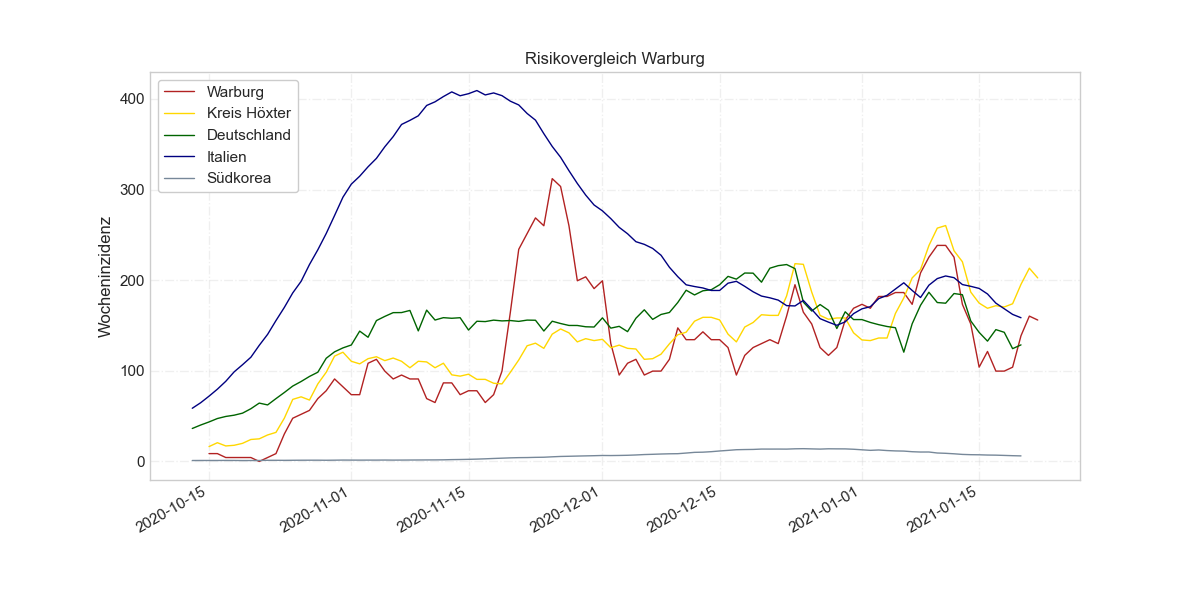 Risikovergleich Warburg
Wocheninzidenz
400
300
200
100
0
Warburg
Kreis Höxter
Deutschland
Italien
Südkorea
2020-10-15
2020-11-01
2020-11-15
2020-12-01
2020-12-15
2021-01-01
2021-01-15